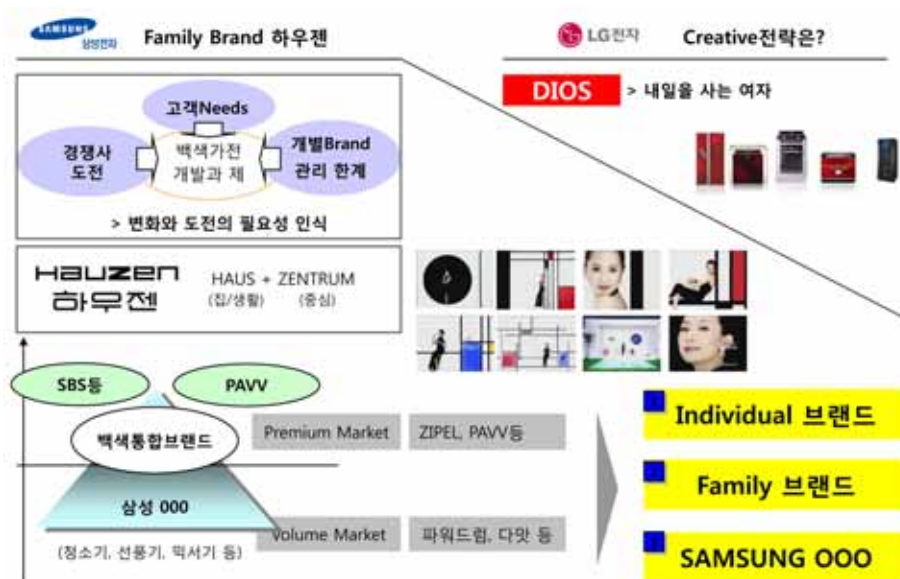 SAMSUNG
삼성전자
Family Brand 하우젠
LG전자
Creative전략은?
DIOS
> 내일을 사는 여자
고객Needs
경쟁사
도전
백색가전
개발과 제
개별Brand
관리 한계
> 변화와 도전의 필요성 인식
HAUZEN
하우젠
HAUS + ZENTRUM
(집/생활) (중심)
SBS등
PAVV
백색통합브랜드
Premium Market
ZIPEL, PAVV등
삼성 000
(청소기, 선풍기, 믹서기 등)
Volume Market
파워드럼, 다맛 등
Individual 브랜드
Family 브랜드
SAMSUNG OOO